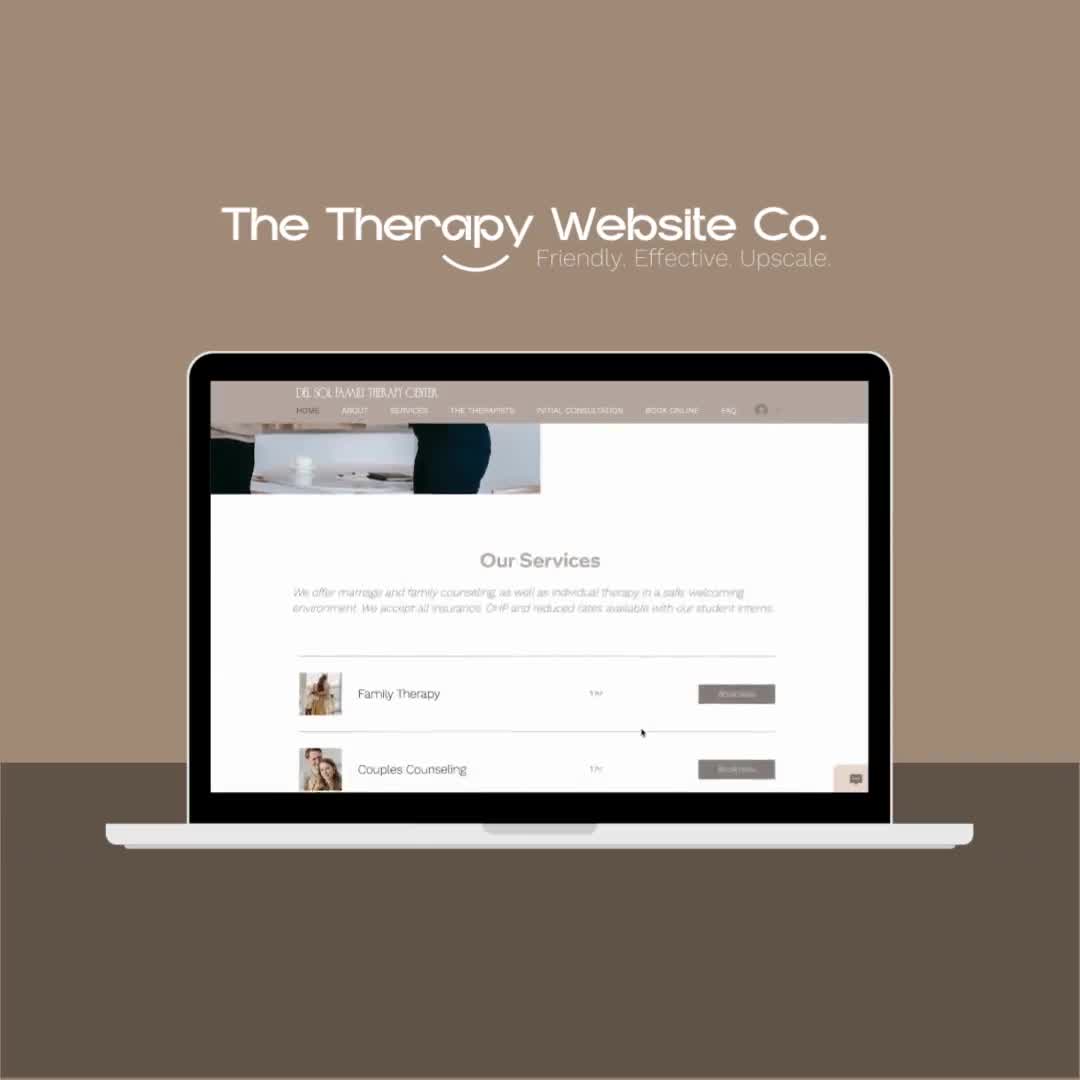 The Therapy Website Co.
Friendly. Effective. Upscale.
DEL SOL FAMILY THERAPY CENTER
HOME ABOUT SERVICES THE THERAPISTS INITIAL CONSULTATION BOOK ONLINE FAQ
Our Services
We offer marriage and family counseling, as well as individual therapy in a safe, welcoming
environment. We accept all insurance. OHP and reduced rates available with our student interns.
Family Therapy 1 hr Book Now
Couples Counseling 1 hr Book Now